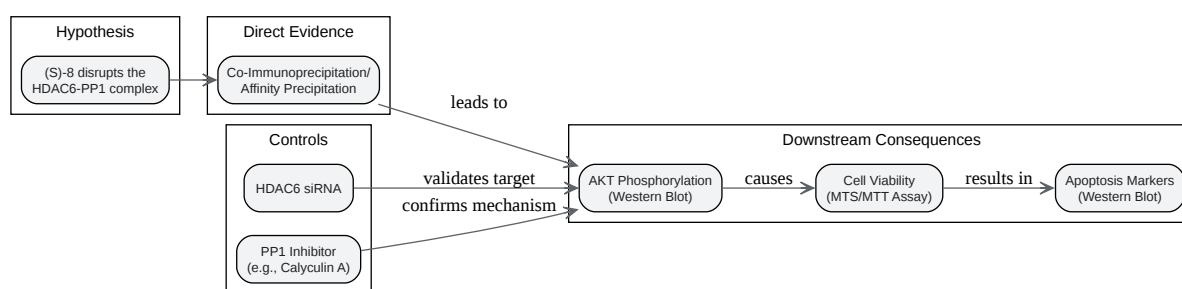 Hypothesis
(S)-8 disrupts the
HDAC6-PP1 complex
Direct Evidence
Co-Immunoprecipitation/
Affinity Precipitation
leads to
Controls
HDAC6 siRNA
validates target
confirms mechanism
PP1 Inhibitor
(e.g., Calyculin A)
Downstream Consequences
AKT Phosphorylation
(Western Blot)
causes
Cell Viability
(MTS/MTT Assay)
results in
Apoptosis Markers
(Western Blot)